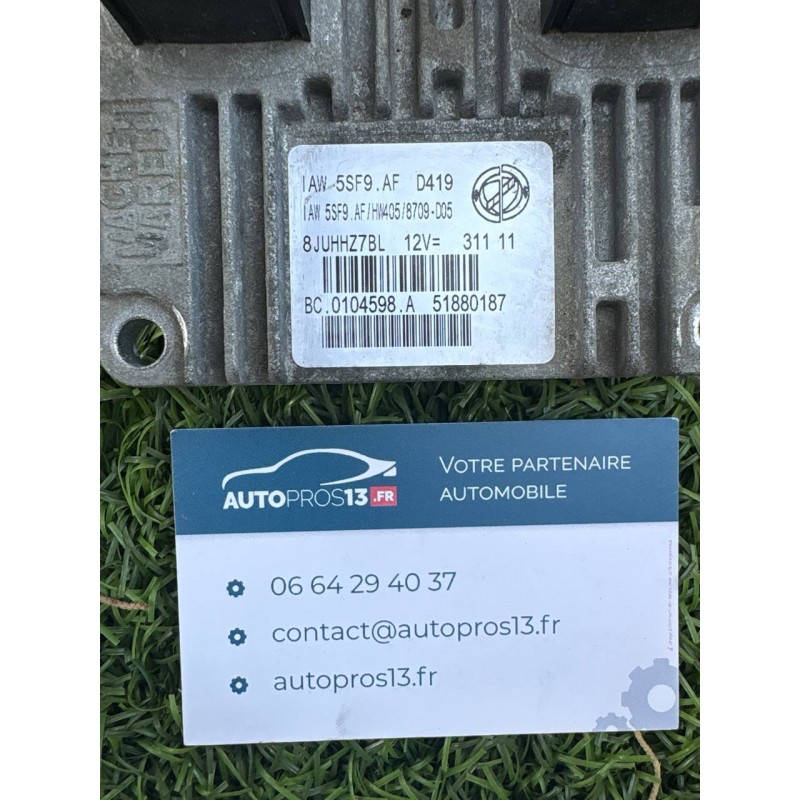 MAGNETI
MARELLI
IAW 5SF9.AF D419
IAW 5SF9.AF/HW405/8709-D05
8JUHHZ7BL 12V= 311 11
BC.0104598.A 51880187
AUTOPROS13.FR
VOTRE PARTENAIRE
AUTOMOBILE
06 64 29 40 37
contact@autopros13.fr
autopros13.fr